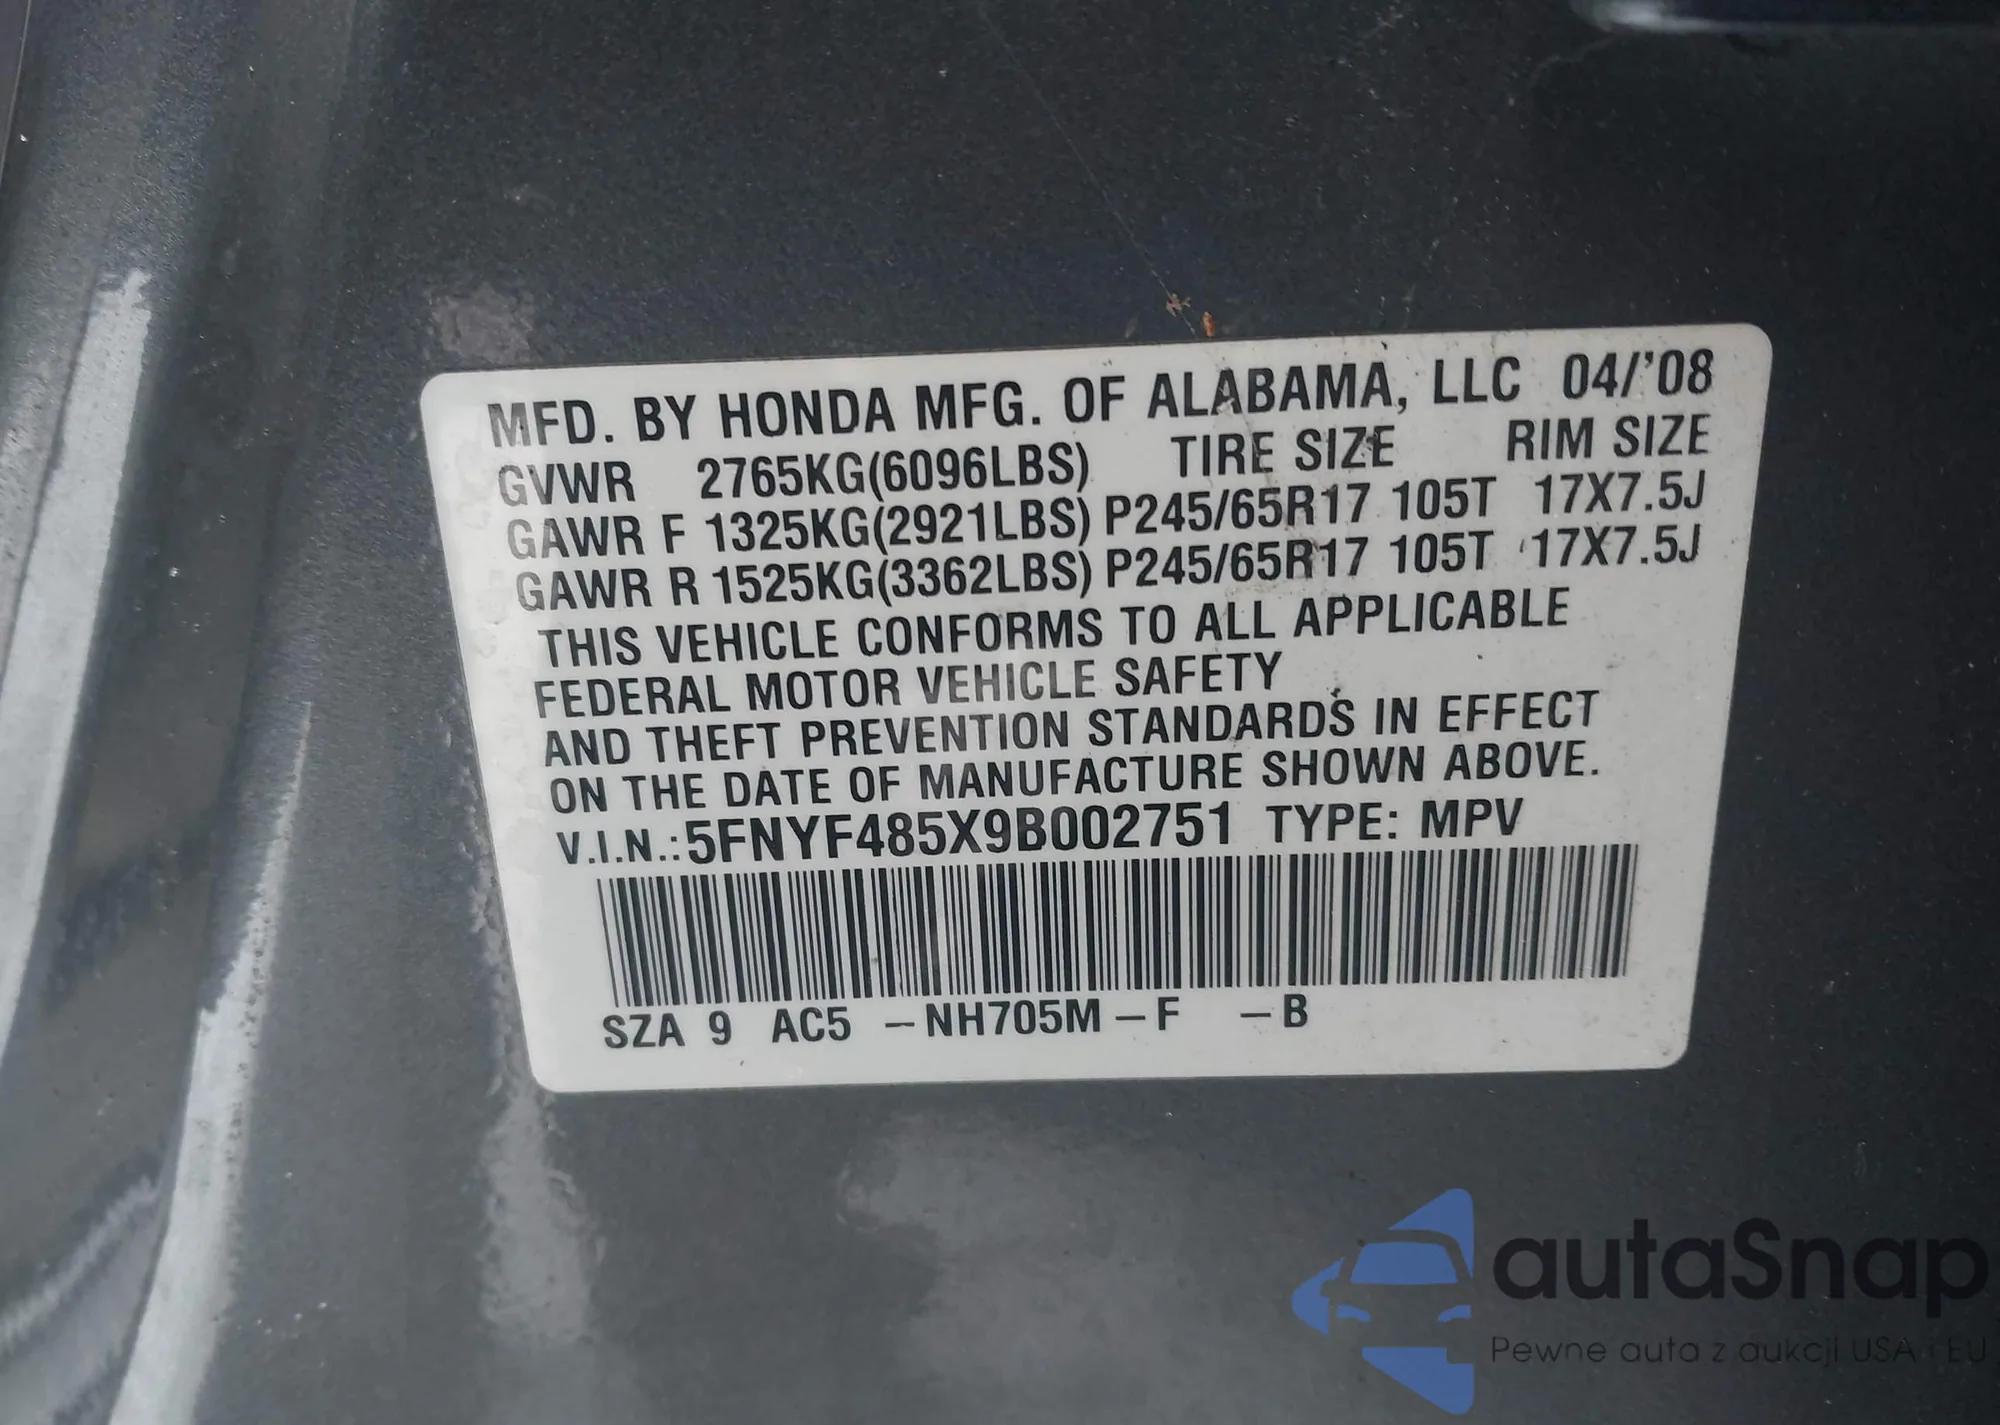 MFD. BY HONDA MFG. OF ALABAMA, LLC 04/'08
GVWR 2765KG(6096LBS) TIRE SIZE RIM SIZE
GAWR F 1325KG(2921LBS) P245/65R17 105T 17X7.5J
GAWR R 1525KG(3362LBS) P245/65R17 105T 17X7.5J
THIS VEHICLE CONFORMS TO ALL APPLICABLE
FEDERAL MOTOR VEHICLE SAFETY
AND THEFT PREVENTION STANDARDS IN EFFECT
ON THE DATE OF MANUFACTURE SHOWN ABOVE.
V.I.N.:5FNYF485X9B002751 TYPE: MPV
SZA 9 AC5 -NH705M-F -B
autaSnap
Pewne auta z aukcji USA i EU